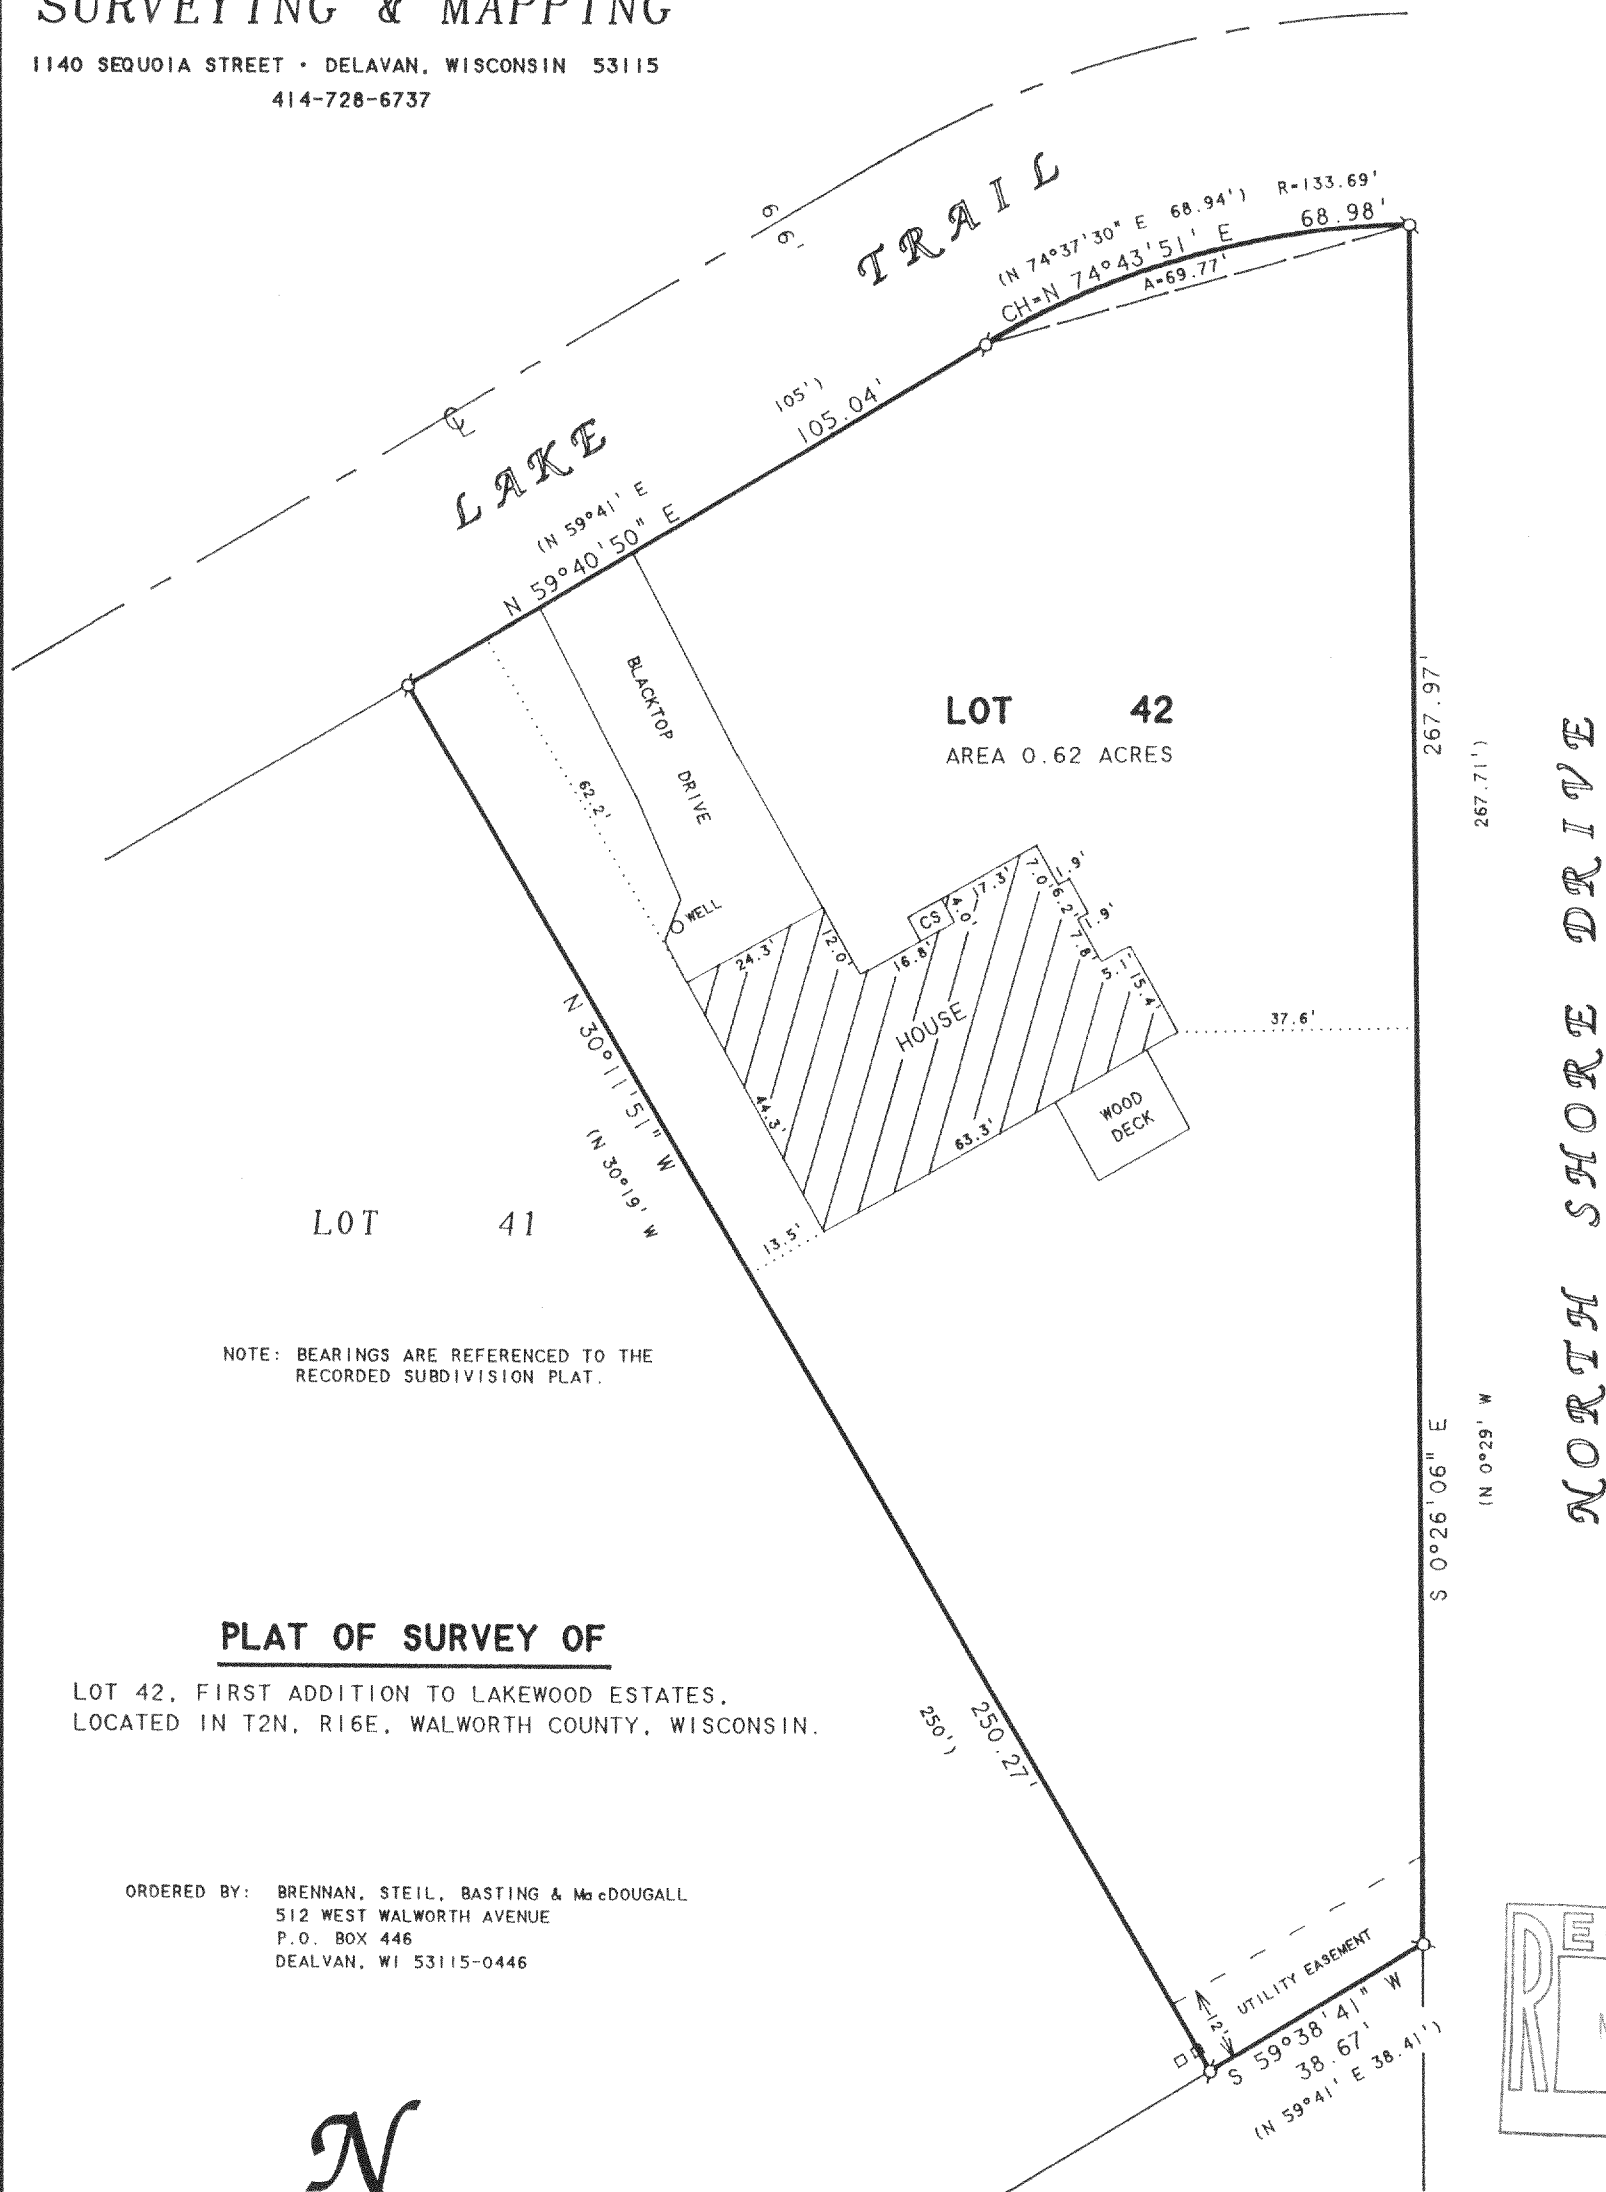 SURVEYING & MAPPING
1140 SEQUOIA STREET • DELAVAN, WISCONSIN 53115
414-728-6737
66'
LAKE TRAIL
(N 74°37'30" E 68.94') R=133.69'
CH=N 74°43'51' E 68.98'
A=69.77'
(N 59°41' E 105')
N 59°40'50" E 105.04'
BLACKTOP DRIVE
62.2'
WELL
LOT 42
AREA 0.62 ACRES
267.97'
267.71')
NORTH SHORE DRIVE
24.3'
12.0'
16.8'
CS
4.0'
17.3'
7.0'
1.9'
6.2'
1.9'
7.8'
5.1'
15.4'
HOUSE
37.6'
44.3'
63.3'
WOOD
DECK
13.5'
N 30°11'51" W
(N 30°19' W
LOT 41
NOTE: BEARINGS ARE REFERENCED TO THE
RECORDED SUBDIVISION PLAT.
S 0°26'06" E
(N 0°29' W
PLAT OF SURVEY OF
LOT 42, FIRST ADDITION TO LAKEWOOD ESTATES,
LOCATED IN T2N, R16E, WALWORTH COUNTY, WISCONSIN.
250.27'
250')
ORDERED BY: BRENNAN, STEIL, BASTING & MacDOUGALL
512 WEST WALWORTH AVENUE
P.O. BOX 446
DEALVAN, WI 53115-0446
UTILITY EASEMENT
12'
S 59°38'41" W
38.67'
(N 59°41' E 38.41')
N